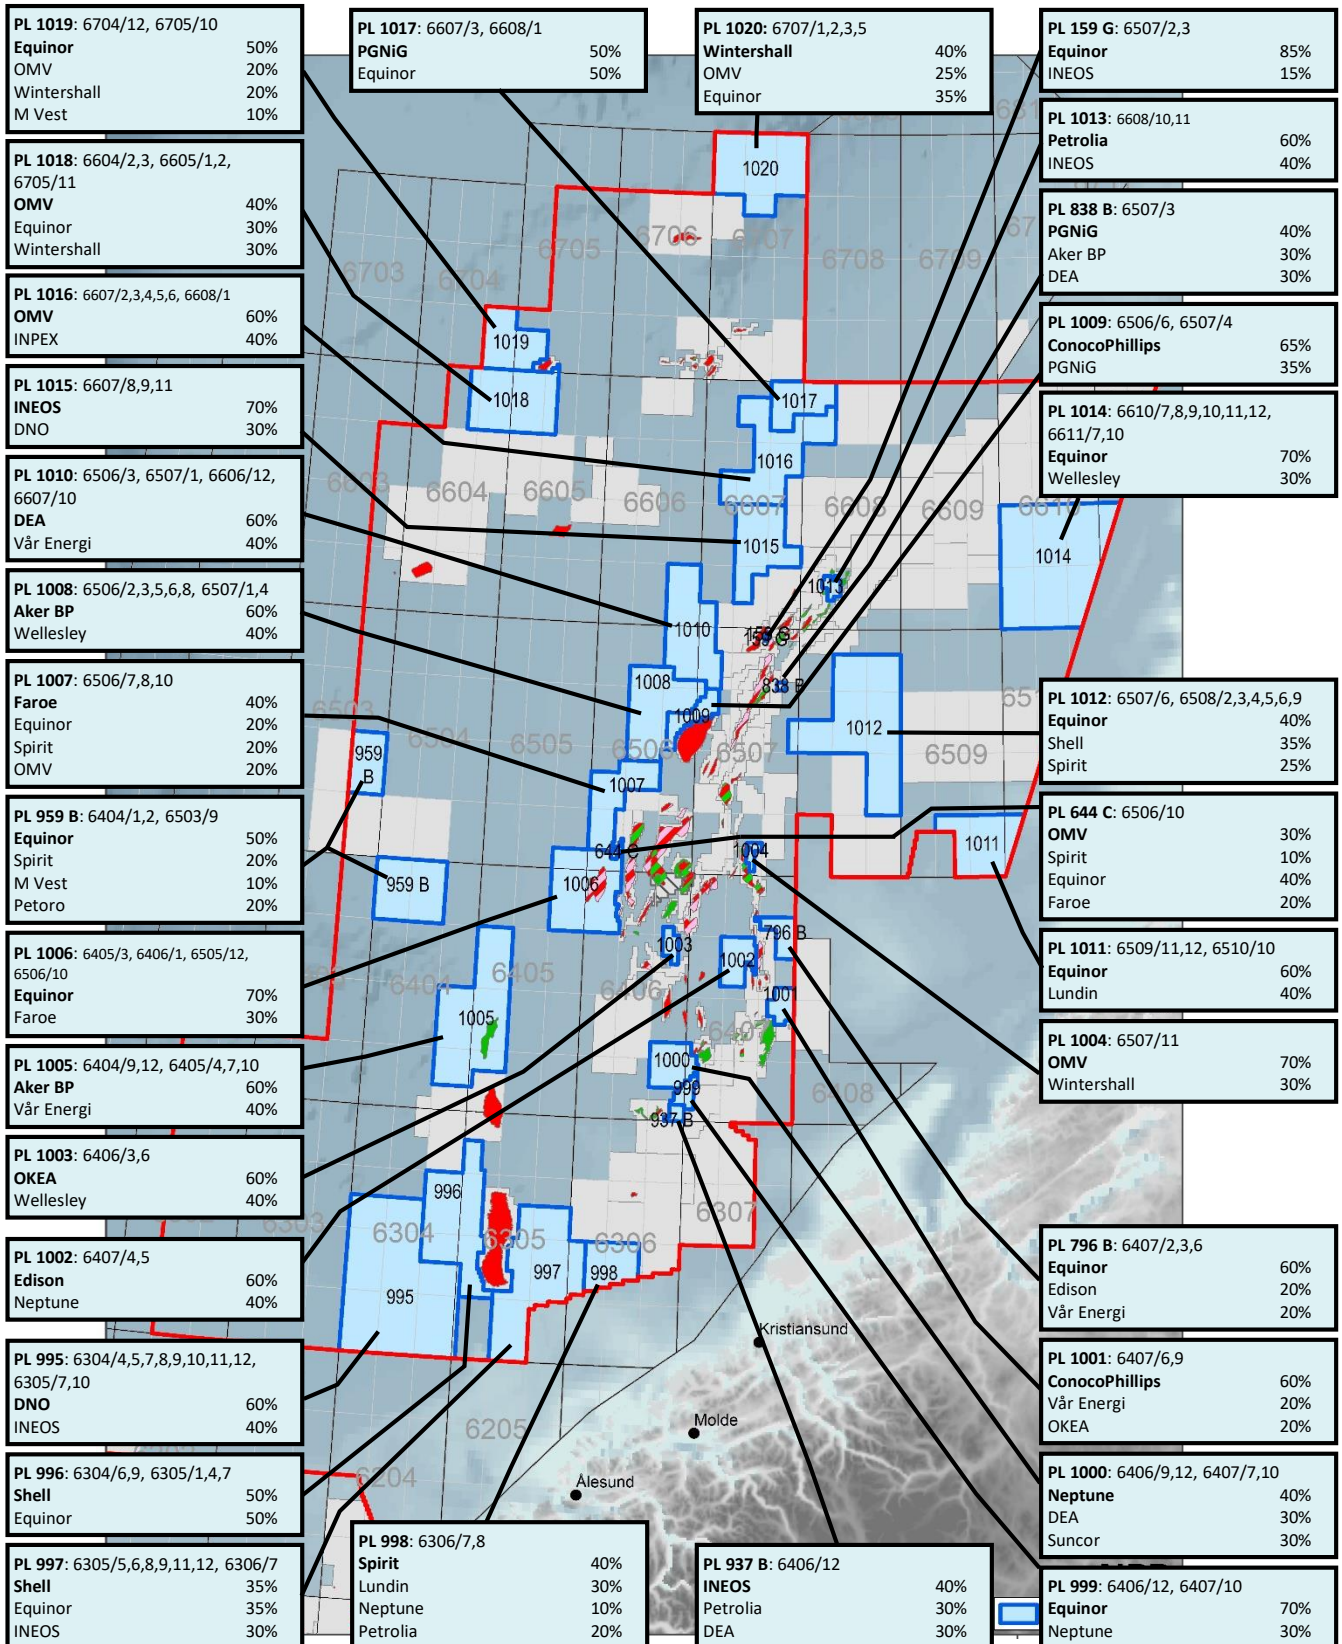 PL 1019: 6704/12, 6705/10
Equinor 50%
OMV 20%
Wintershall 20%
M Vest 10%
PL 1018: 6604/2,3, 6605/1,2,
6705/11
OMV 40%
Equinor 30%
Wintershall 30%
PL 1016: 6607/2,3,4,5,6, 6608/1
OMV 60%
INPEX 40%
PL 1015: 6607/8,9,11
INEOS 70%
DNO 30%
PL 1010: 6506/3, 6507/1, 6606/12,
6607/10
DEA 60%
Vår Energi 40%
PL 1008: 6506/2,3,5,6,8, 6507/1,4
Aker BP 60%
Wellesley 40%
PL 1007: 6506/7,8,10
Faroe 40%
Equinor 20%
Spirit 20%
OMV 20%
PL 959 B: 6404/1,2, 6503/9
Equinor 50%
Spirit 20%
M Vest 10%
Petoro 20%
PL 1006: 6405/3, 6406/1, 6505/12,
6506/10
Equinor 70%
Faroe 30%
PL 1005: 6404/9,12, 6405/4,7,10
Aker BP 60%
Vår Energi 40%
PL 1003: 6406/3,6
OKEA 60%
Wellesley 40%
PL 1002: 6407/4,5
Edison 60%
Neptune 40%
PL 995: 6304/4,5,7,8,9,10,11,12,
6305/7,10
DNO 60%
INEOS 40%
PL 996: 6304/6,9, 6305/1,4,7
Shell 50%
Equinor 50%
PL 997: 6305/5,6,8,9,11,12, 6306/7
Shell 35%
Equinor 35%
INEOS 30%
PL 1017: 6607/3, 6608/1
PGNiG 50%
Equinor 50%
PL 1020: 6707/1,2,3,5
Wintershall 40%
OMV 25%
Equinor 35%
PL 159 G: 6507/2,3
Equinor 85%
INEOS 15%
PL 1013: 6608/10,11
Petrolia 60%
INEOS 40%
PL 838 B: 6507/3
PGNiG 40%
Aker BP 30%
DEA 30%
PL 1009: 6506/6, 6507/4
ConocoPhillips 65%
PGNiG 35%
PL 1014: 6610/7,8,9,10,11,12,
6611/7,10
Equinor 70%
Wellesley 30%
PL 1012: 6507/6, 6508/2,3,4,5,6,9
Equinor 40%
Shell 35%
Spirit 25%
PL 644 C: 6506/10
OMV 30%
Spirit 10%
Equinor 40%
Faroe 20%
PL 1011: 6509/11,12, 6510/10
Equinor 60%
Lundin 40%
PL 1004: 6507/11
OMV 70%
Wintershall 30%
PL 796 B: 6407/2,3,6
Equinor 60%
Edison 20%
Vår Energi 20%
PL 1001: 6407/6,9
ConocoPhillips 60%
Vår Energi 20%
OKEA 20%
PL 1000: 6406/9,12, 6407/7,10
Neptune 40%
DEA 30%
Suncor 30%
PL 999: 6406/12, 6407/10
Equinor 70%
Neptune 30%
PL 998: 6306/7,8
Spirit 40%
Lundin 30%
Neptune 10%
Petrolia 20%
PL 937 B: 6406/12
INEOS 40%
Petrolia 30%
DEA 30%
1020
6706
6707
6705
6708
6709
6703
6704
1019
1018
1017
1016
6603
6604
6605
6606
6607
6608
6609
6610
1015
1014
1013
1010
159 G
1008
838 B
1009
6503
6504
6505
6506
6507
1012
6509
959
B
1007
644 C
1004
1011
959 B
1006
796 B
1003
1002
1001
6404
6405
6406
6407
1005
1000
999
937 B
6408
996
6303
6304
6305
6306
6307
997
998
995
Kristiansund
6205
Molde
6204
Ålesund